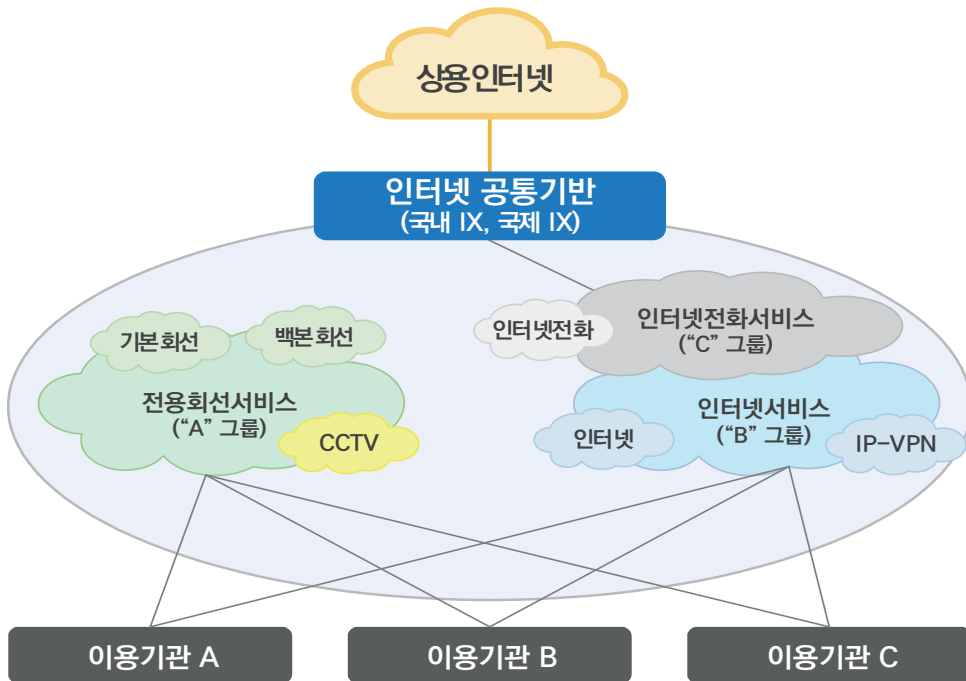 상용인터넷
인터넷 공통기반
(국내 IX, 국제 IX)
기본회선
백본회선
전용회선서비스
(“A” 그룹)
CCTV
인터넷전화
인터넷전화서비스
(“C” 그룹)
인터넷서비스
(“B” 그룹)
인터넷
IP-VPN
이용기관 A
이용기관 B
이용기관 C